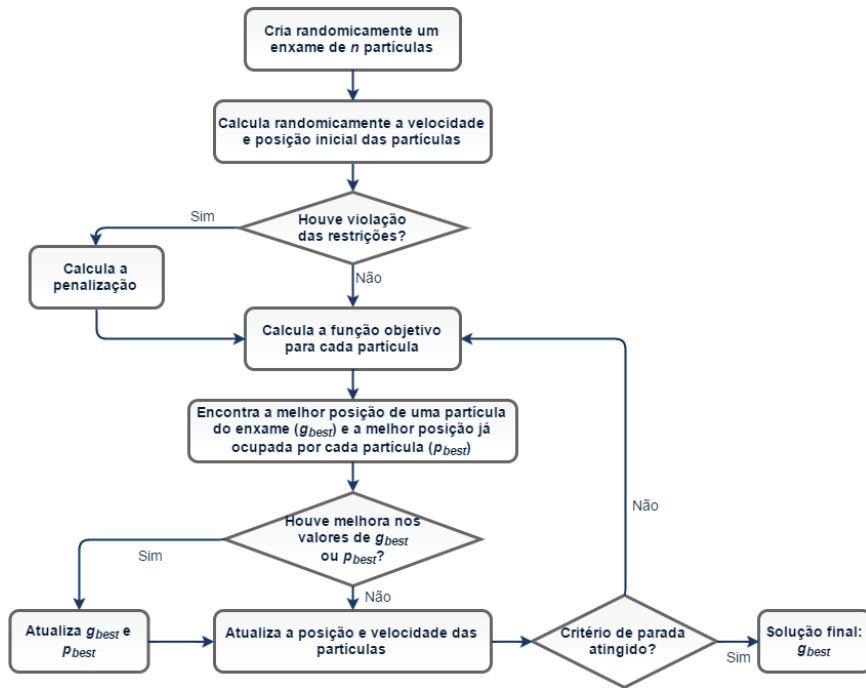 Cria randomicamente um
enxame de n partículas
Calcula randomicamente a velocidade
e posição inicial das partículas
Sim
Houve violação
das restrições?
Calcula a
penalização
Não
Calcula a função objetivo
para cada partícula
Encontra a melhor posição de uma partícula
do enxame (gbest) e a melhor posição já
ocupada por cada partícula (pbest)
Não
Houve melhora nos
valores de gbest
ou pbest?
Sim
Não
Atualiza gbest e
pbest
Atualiza a posição e velocidade das
partículas
Critério de parada
atingido?
Sim
Solução final:
gbest